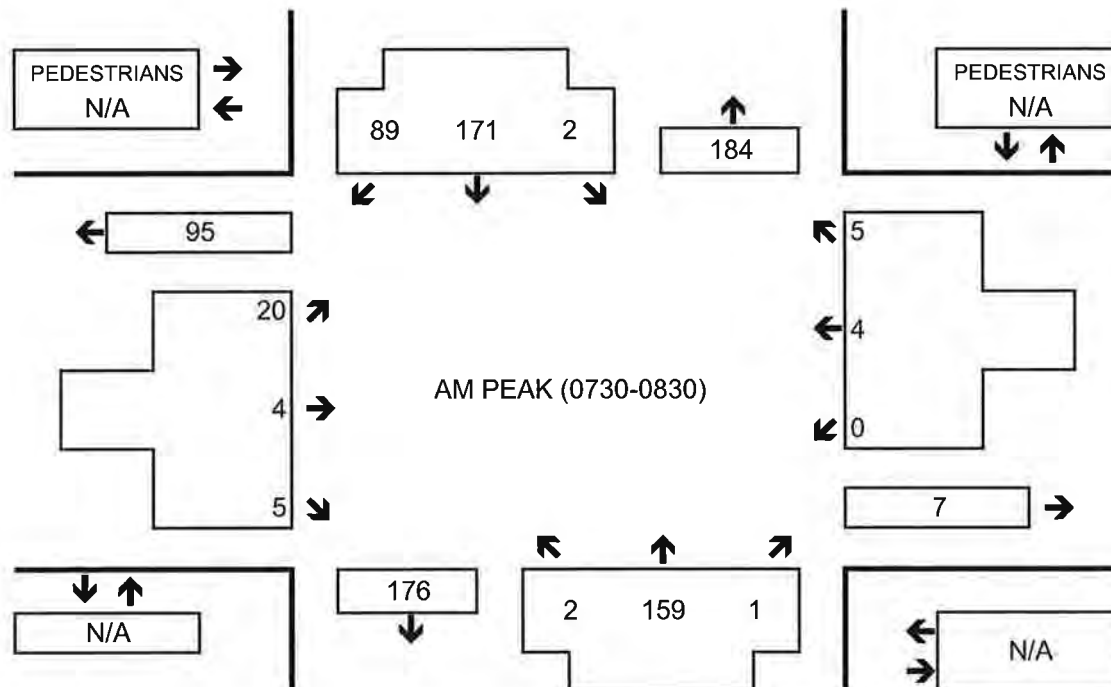 PEDESTRIANS
N/A
PEDESTRIANS
N/A
89 171 2
184
95
5
20
4
AM PEAK (0730-0830)
4
0
5
7
176
2 159 1
N/A
N/A